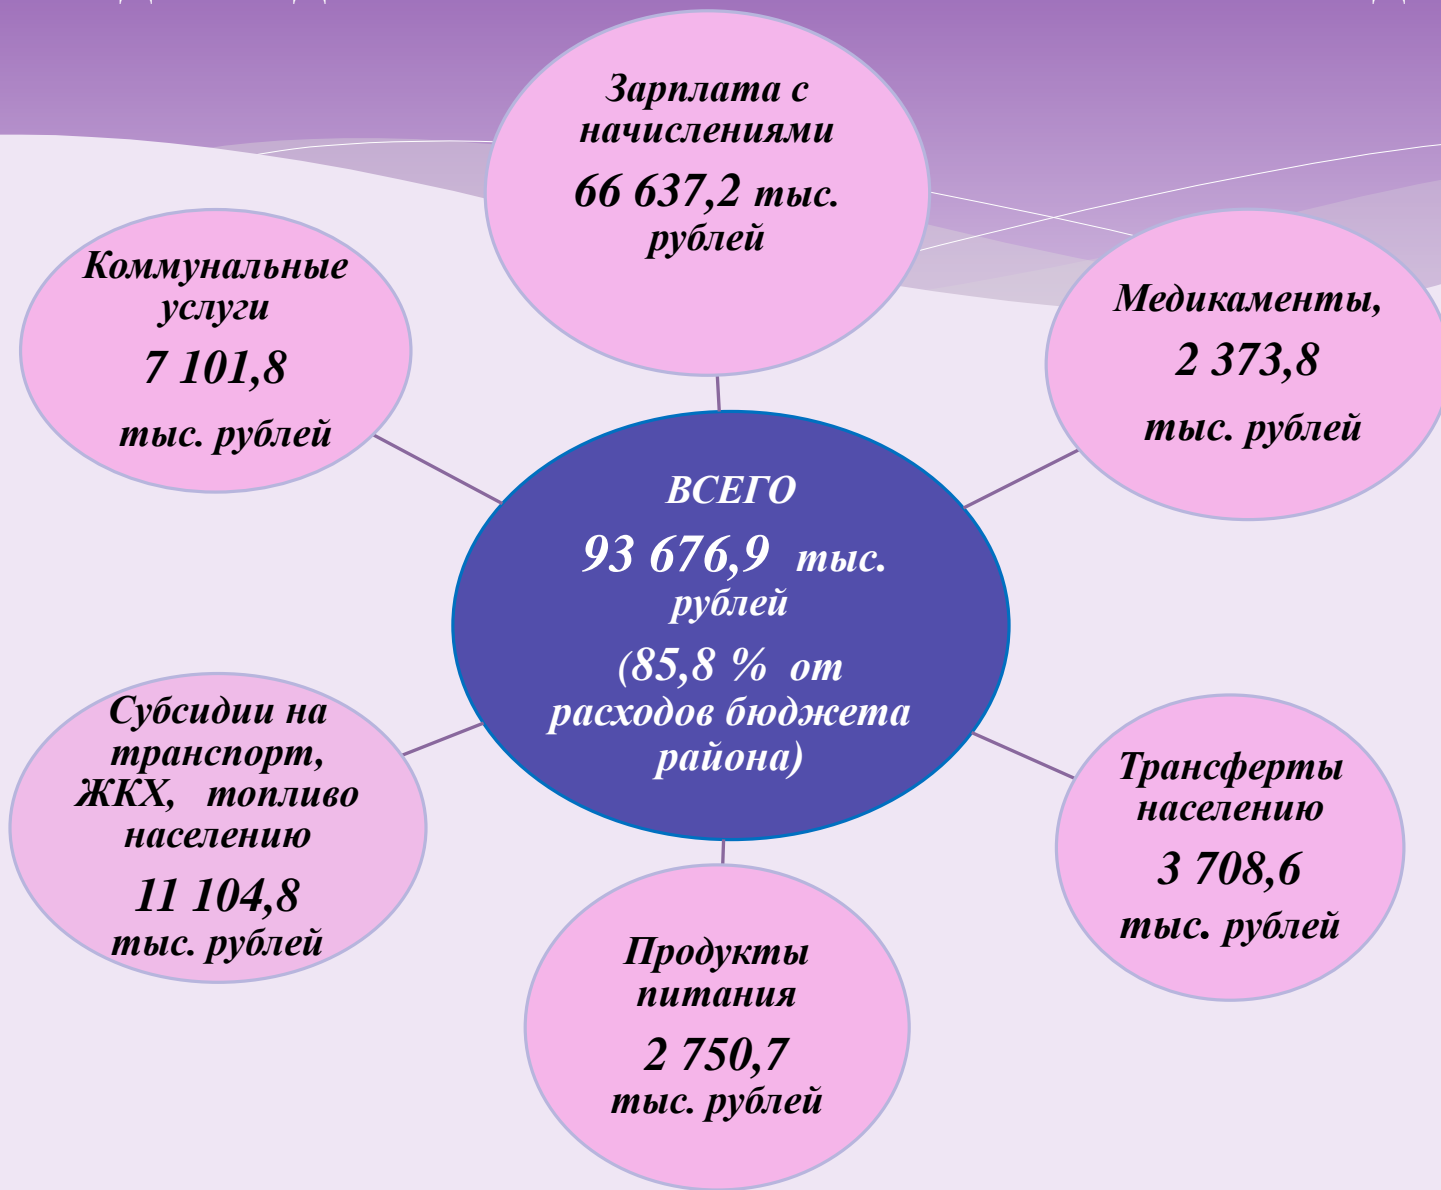 Зарплата с
начислениями
66 637,2 тыс.
рублей
Коммунальные
услуги
7 101,8
тыс. рублей
Медикаменты,
2 373,8
тыс. рублей
ВСЕГО
93 676,9 тыс.
рублей
(85,8 % от
расходов бюджета
района)
Субсидии на
транспорт,
ЖКХ, топливо
населению
11 104,8
тыс. рублей
Трансферты
населению
3 708,6
тыс. рублей
Продукты
питания
2 750,7
тыс. рублей